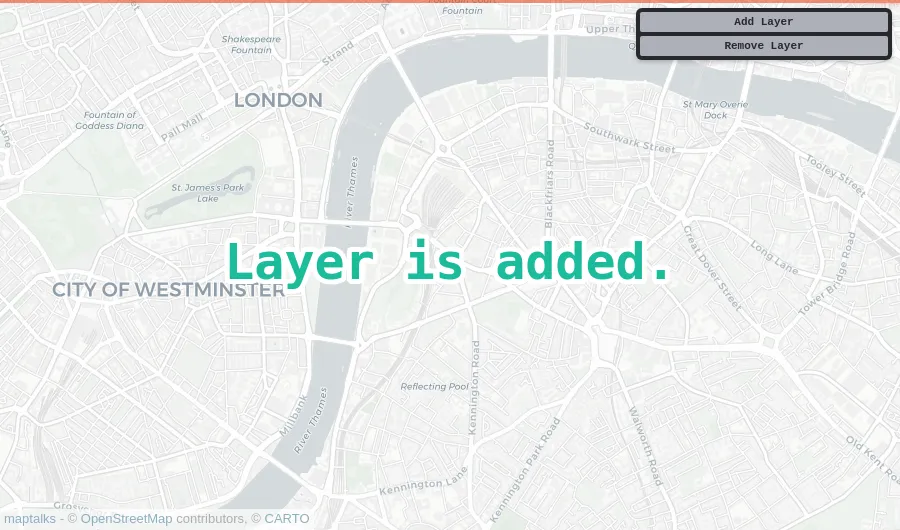 Fountain court
Fountain
Add Layer
Remove Layer
Shakespeare
Fountain
Strand
LONDON
Fountain of
Goddess Diana
Pall Mall
Lane
St Mary Overie
Dock
Southwark Street
Blackfriars Road
Tooley Street
St. James's Park
Lake
River Thames
Great Dover Street
Long Lane
Tower Bridge Road
Layer is added.
CITY OF WESTMINSTER
Kennington Road
Reflecting Pool
Millbank
River Thames
Walworth Road
Kennington Park Road
Old Kent
Kennington Lane
maptalks - © OpenStreetMap contributors, © CARTO